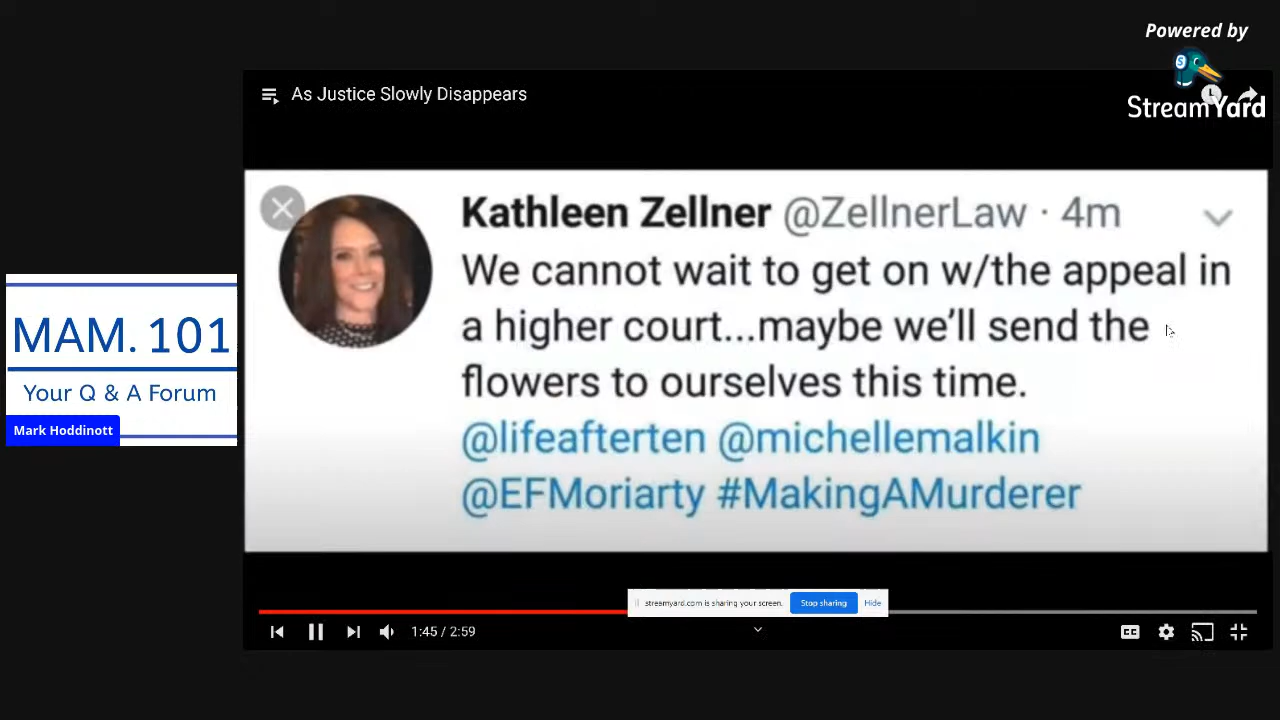 Powered by
StreamYard
As Justice Slowly Disappears
Kathleen Zellner @ZellnerLaw · 4m
We cannot wait to get on w/the appeal in
a higher court...maybe we'll send the
flowers to ourselves this time.
@lifeafterten @michellemalkin
@EFMoriarty #MakingAMurderer
MAM. 101
Your Q & A Forum
Mark Hoddinott
streamyard.com is sharing your screen. Stop sharing Hide
1:45 / 2:59
CC